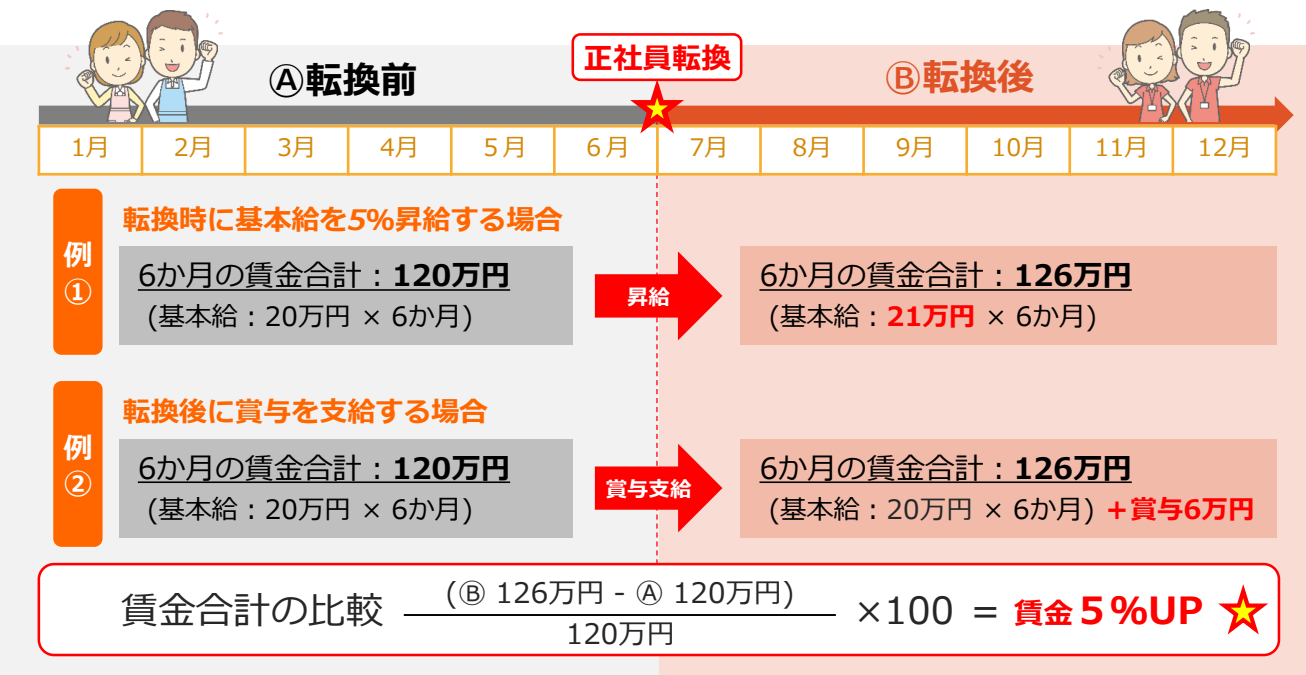 Ⓐ転換前
正社員転換
Ⓑ転換後
1月 2月 3月 4月 5月 6月 7月 8月 9月 10月 11月 12月
例①
転換時に基本給を5%昇給する場合
6か月の賃金合計：120万円
(基本給：20万円 × 6か月)
昇給
6か月の賃金合計：126万円
(基本給：21万円 × 6か月)
例②
転換後に賞与を支給する場合
6か月の賃金合計：120万円
(基本給：20万円 × 6か月)
賞与支給
6か月の賃金合計：126万円
(基本給：20万円 × 6か月) ＋賞与6万円
賃金合計の比較
(Ⓑ 126万円 - Ⓐ 120万円)
120万円
×100 = 賃金５%UP